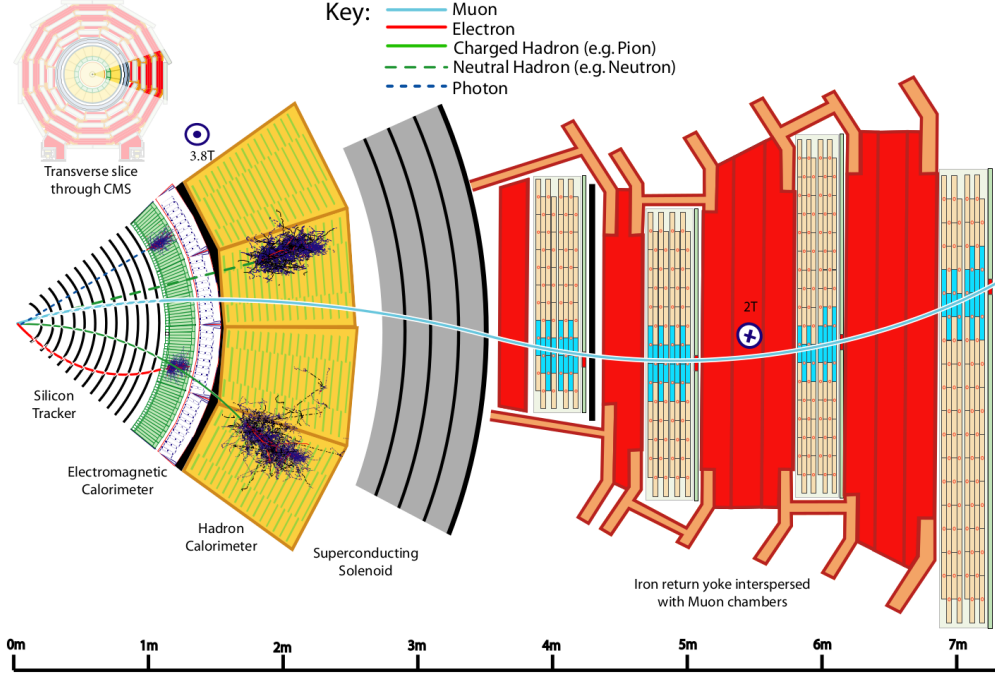 Key:
Muon
Electron
Charged Hadron (e.g. Pion)
Neutral Hadron (e.g. Neutron)
Photon
3.8T
Transverse slice
through CMS
2T
Silicon
Tracker
Electromagnetic
Calorimeter
Hadron
Calorimeter
Superconducting
Solenoid
Iron return yoke interspersed
with Muon chambers
0m 1m 2m 3m 4m 5m 6m 7m